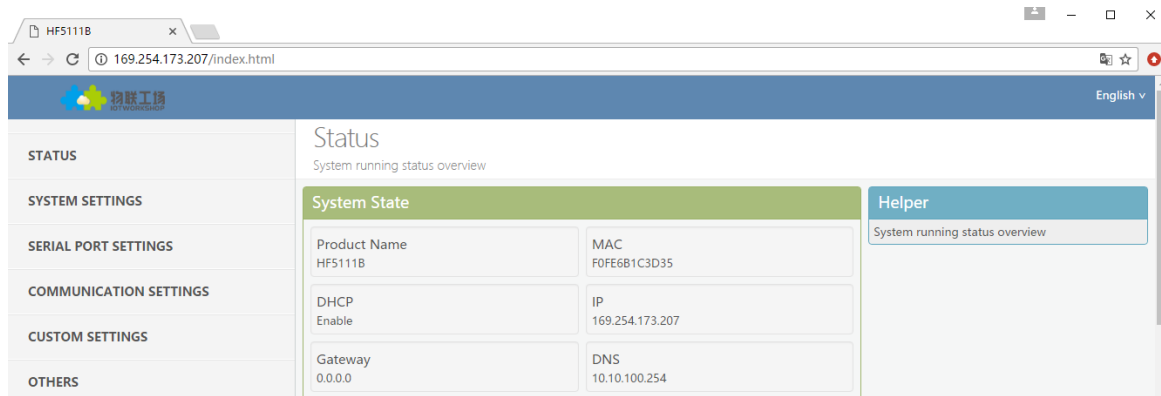 HF5111B
169.254.173.207/index.html
物联工场
IOTWORKSHOP
English
STATUS
SYSTEM SETTINGS
SERIAL PORT SETTINGS
COMMUNICATION SETTINGS
CUSTOM SETTINGS
OTHERS
Status
System running status overview
System State
Product Name
HF5111B
MAC
F0FE6B1C3D35
DHCP
Enable
IP
169.254.173.207
Gateway
0.0.0.0
DNS
10.10.100.254
Helper
System running status overview